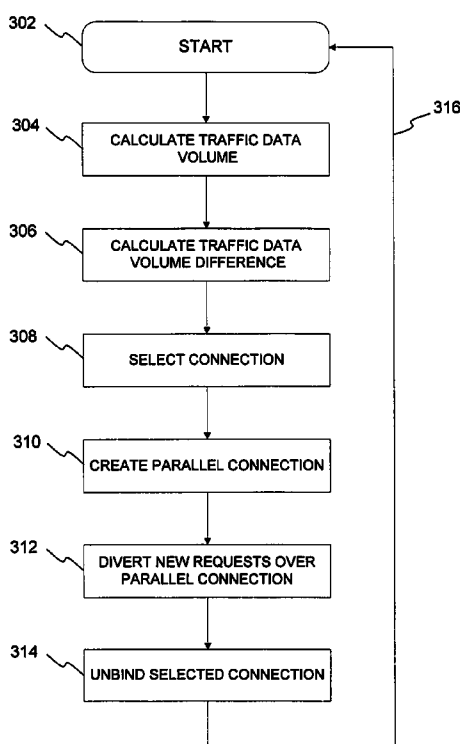 302
START
316
304
CALCULATE TRAFFIC DATA
VOLUME
306
CALCULATE TRAFFIC DATA
VOLUME DIFFERENCE
308
SELECT CONNECTION
310
CREATE PARALLEL CONNECTION
312
DIVERT NEW REQUESTS OVER
PARALLEL CONNECTION
314
UNBIND SELECTED CONNECTION